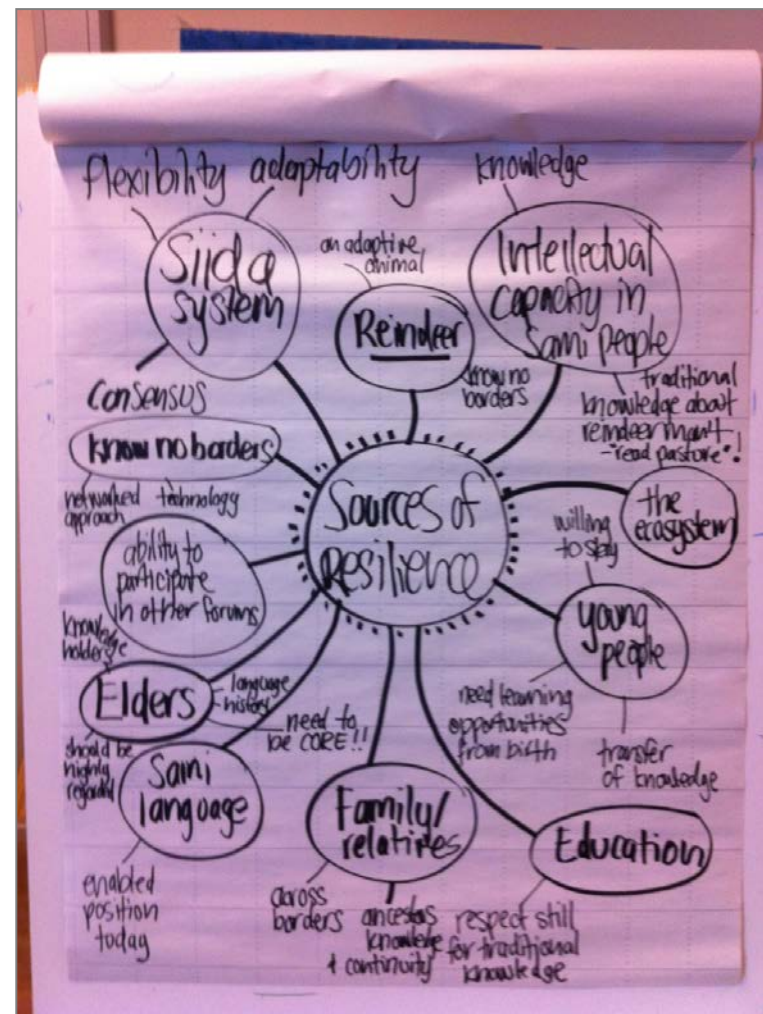 flexibility adaptability
Siida
system
consensus
an adaptive
animal
Reindeer
know no
borders
knowledge
Intellectual
capacity in
Sami people
traditional
knowledge about
reindeer man't
- "read pasture"!
know no borders
networked
approach
technology
Sources of
Resilience
the
ecosystem
ability to
participate
in other forums
willing
to stay
young
people
need learning
opportunities
from birth
transfer
of knowledge
knowledge
holders
Elders
- language
- history
need to
be CORE!!
should be
highly
regarded
Sami
language
enabled
position
today
Family/
relatives
across
borders
ancestors
knowledge
+ continuity
Education
respect still
for traditional
knowledge